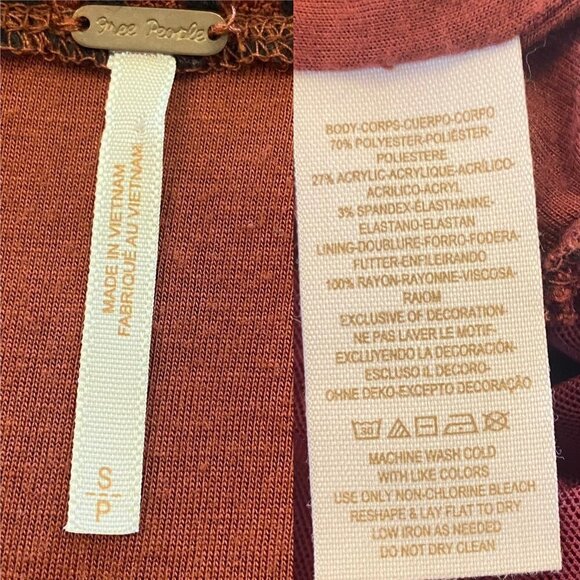 Free People
MADE IN VIETNAM
FABRIQUÉ AU VIETNAM
S
P
BODY-CORPS-CUERPO-CORPO
70% POLYESTER-POLIÉSTER-
POLIESTERE
27% ACRYLIC-ACRYLIQUE-ACRÍLICO-
ACRILICO-ACRYL
3% SPANDEX-ÉLASTHANNE-
ELASTANO-ELASTAN
LINING-DOUBLURE-FORRO-FODERA-
FUTTER-ENFILEIRANDO
100% RAYON-RAYONNE-VISCOSA-
RAIOM
EXCLUSIVE OF DECORATION
NE PAS LAVER LE MOTIF-
EXCLUYENDO LA DECORACIÓN-
ESCLUSO IL DECORO-
OHNE DEKO-EXCEPTO DECORAÇÃO
30
MACHINE WASH COLD
WITH LIKE COLORS
USE ONLY NON-CHLORINE BLEACH
RESHAPE & LAY FLAT TO DRY
LOW IRON AS NEEDED
DO NOT DRY CLEAN